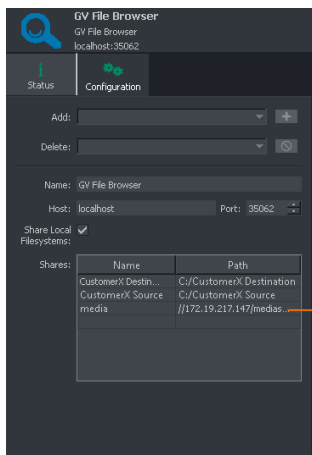 GV File Browser
GV File Browser
localhost:35062
Status
Configuration
Add:
Delete:
Name: GV File Browser
Host: localhost Port: 35062
Share Local
Filesystems:
Shares: Name Path
CustomerX Destin... C:/CustomerX Destination
CustomerX Source C:/CustomerX Source
media //172.19.217.147/medias...